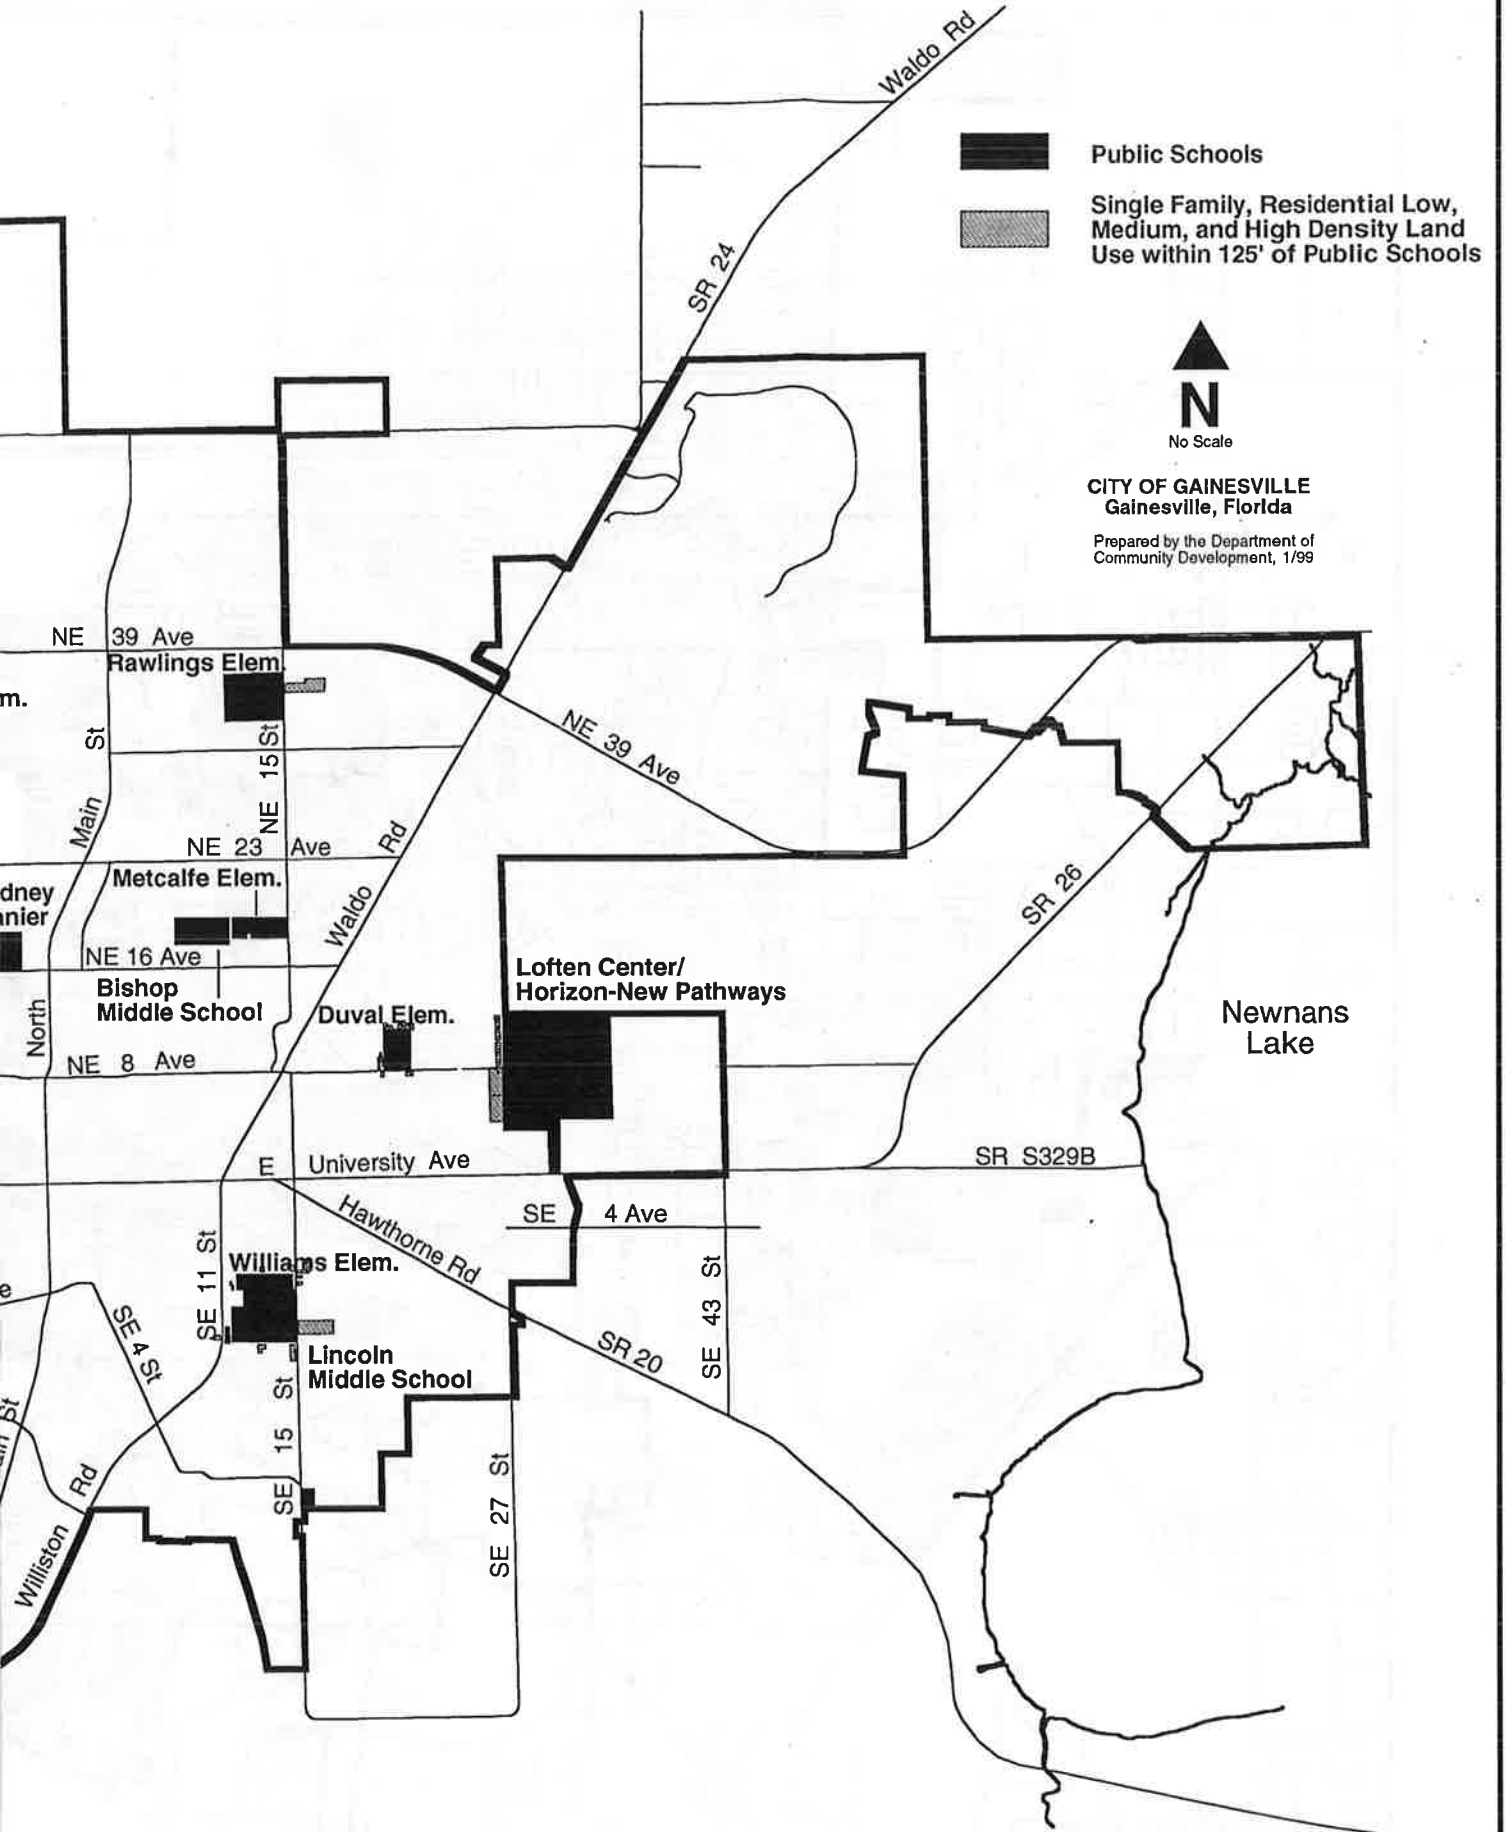 Waldo Rd
Public Schools
Single Family, Residential Low,
Medium, and High Density Land
Use within 125' of Public Schools
SR 24
N
No Scale
CITY OF GAINESVILLE
Gainesville, Florida
Prepared by the Department of
Community Development, 1/99
NE 39 Ave
Rawlings Elem.
m.
St
NE 15 St
NE 39 Ave
Main
NE 23 Ave
Rd
Waldo
Metcalfe Elem.
dney
anier
SR 26
NE 16 Ave
Bishop
Middle School
Loften Center/
Horizon-New Pathways
Duval Elem.
North
NE 8 Ave
Newnans
Lake
E University Ave
SR S329B
Hawthorne Rd
SE 4 Ave
SE 11 St
Williams Elem.
e
SE 4 St
SE 43 St
SR 20
Lincoln
Middle School
St
SE 15 St
Williston Rd
SE 27 St